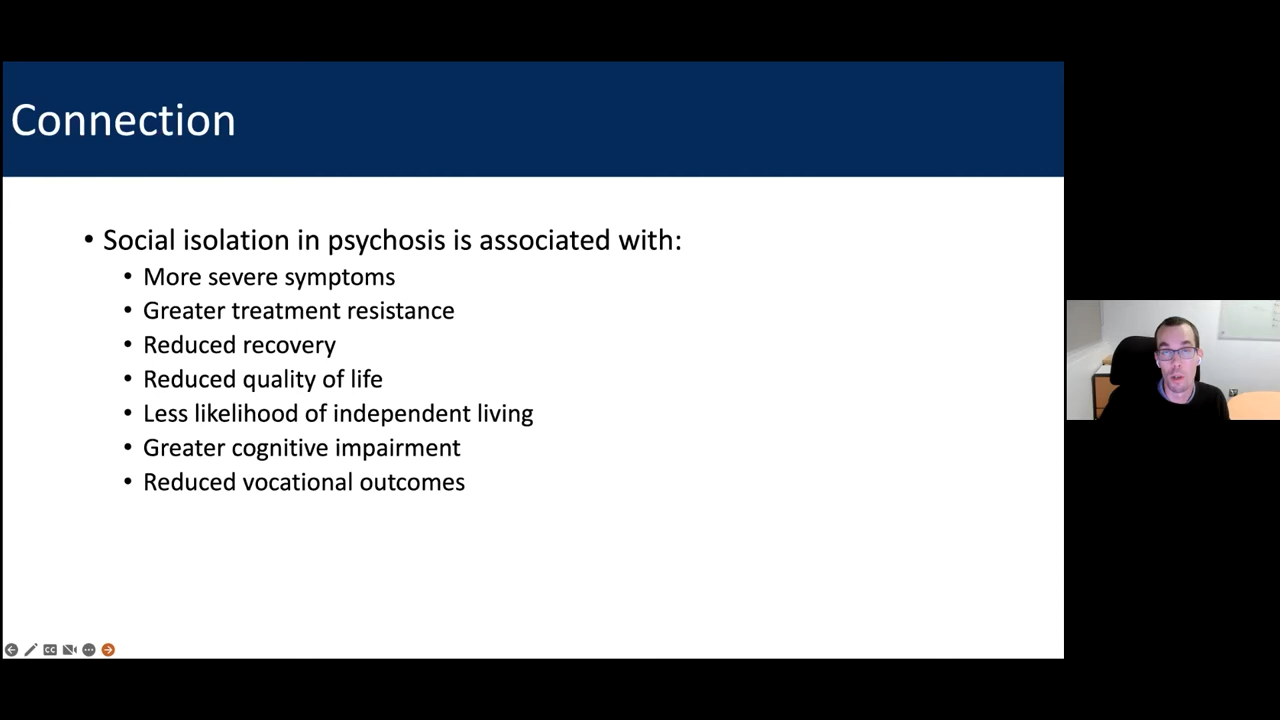 Connection
• Social isolation in psychosis is associated with:
• More severe symptoms
• Greater treatment resistance
• Reduced recovery
• Reduced quality of life
• Less likelihood of independent living
• Greater cognitive impairment
• Reduced vocational outcomes
CC